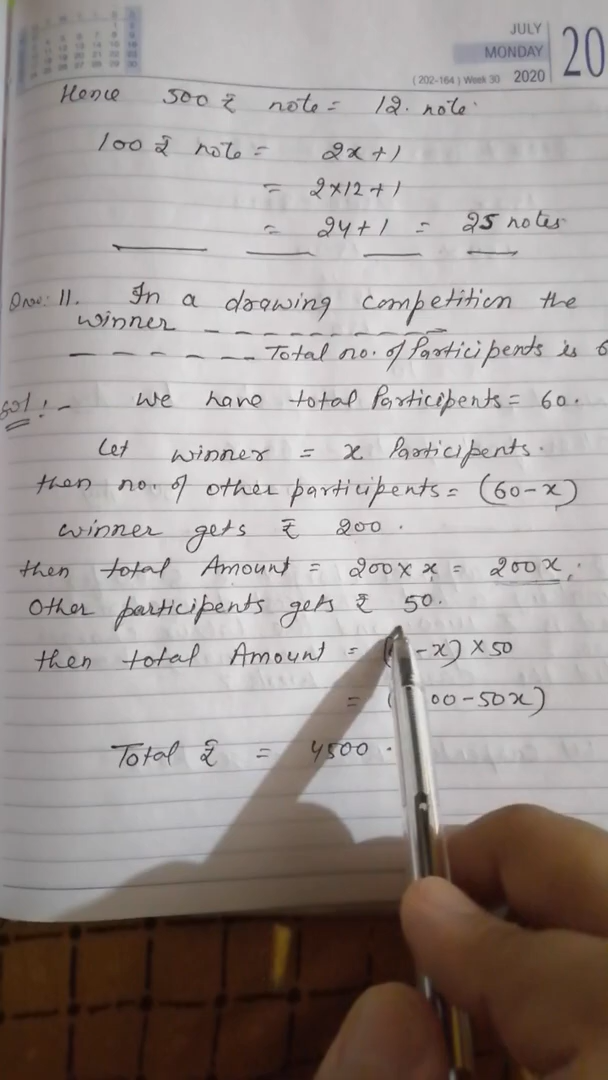 JULY
MONDAY 20
(202-164) Week 30 2020
Hence 500 ₹ note = 12. note.
100 ₹ note = 2x + 1
= 2×12 + 1
= 24 + 1 = 25 notes
Ques: 11. In a drawing competition the
winner _ _ _ _ _ _ _ _ _
_ _ _ _ _ _ Total no. of Participents is 6
Sol :- We have total Participents = 60.
Let winner = x Participents.
then no. of other participents = (60-x)
winner gets ₹ 200.
then total Amount = 200 × x = 200x,
Other participents gets ₹ 50.
then total Amount = ( -x) × 50
= ( 00-50x)
Total ₹ = 4500.